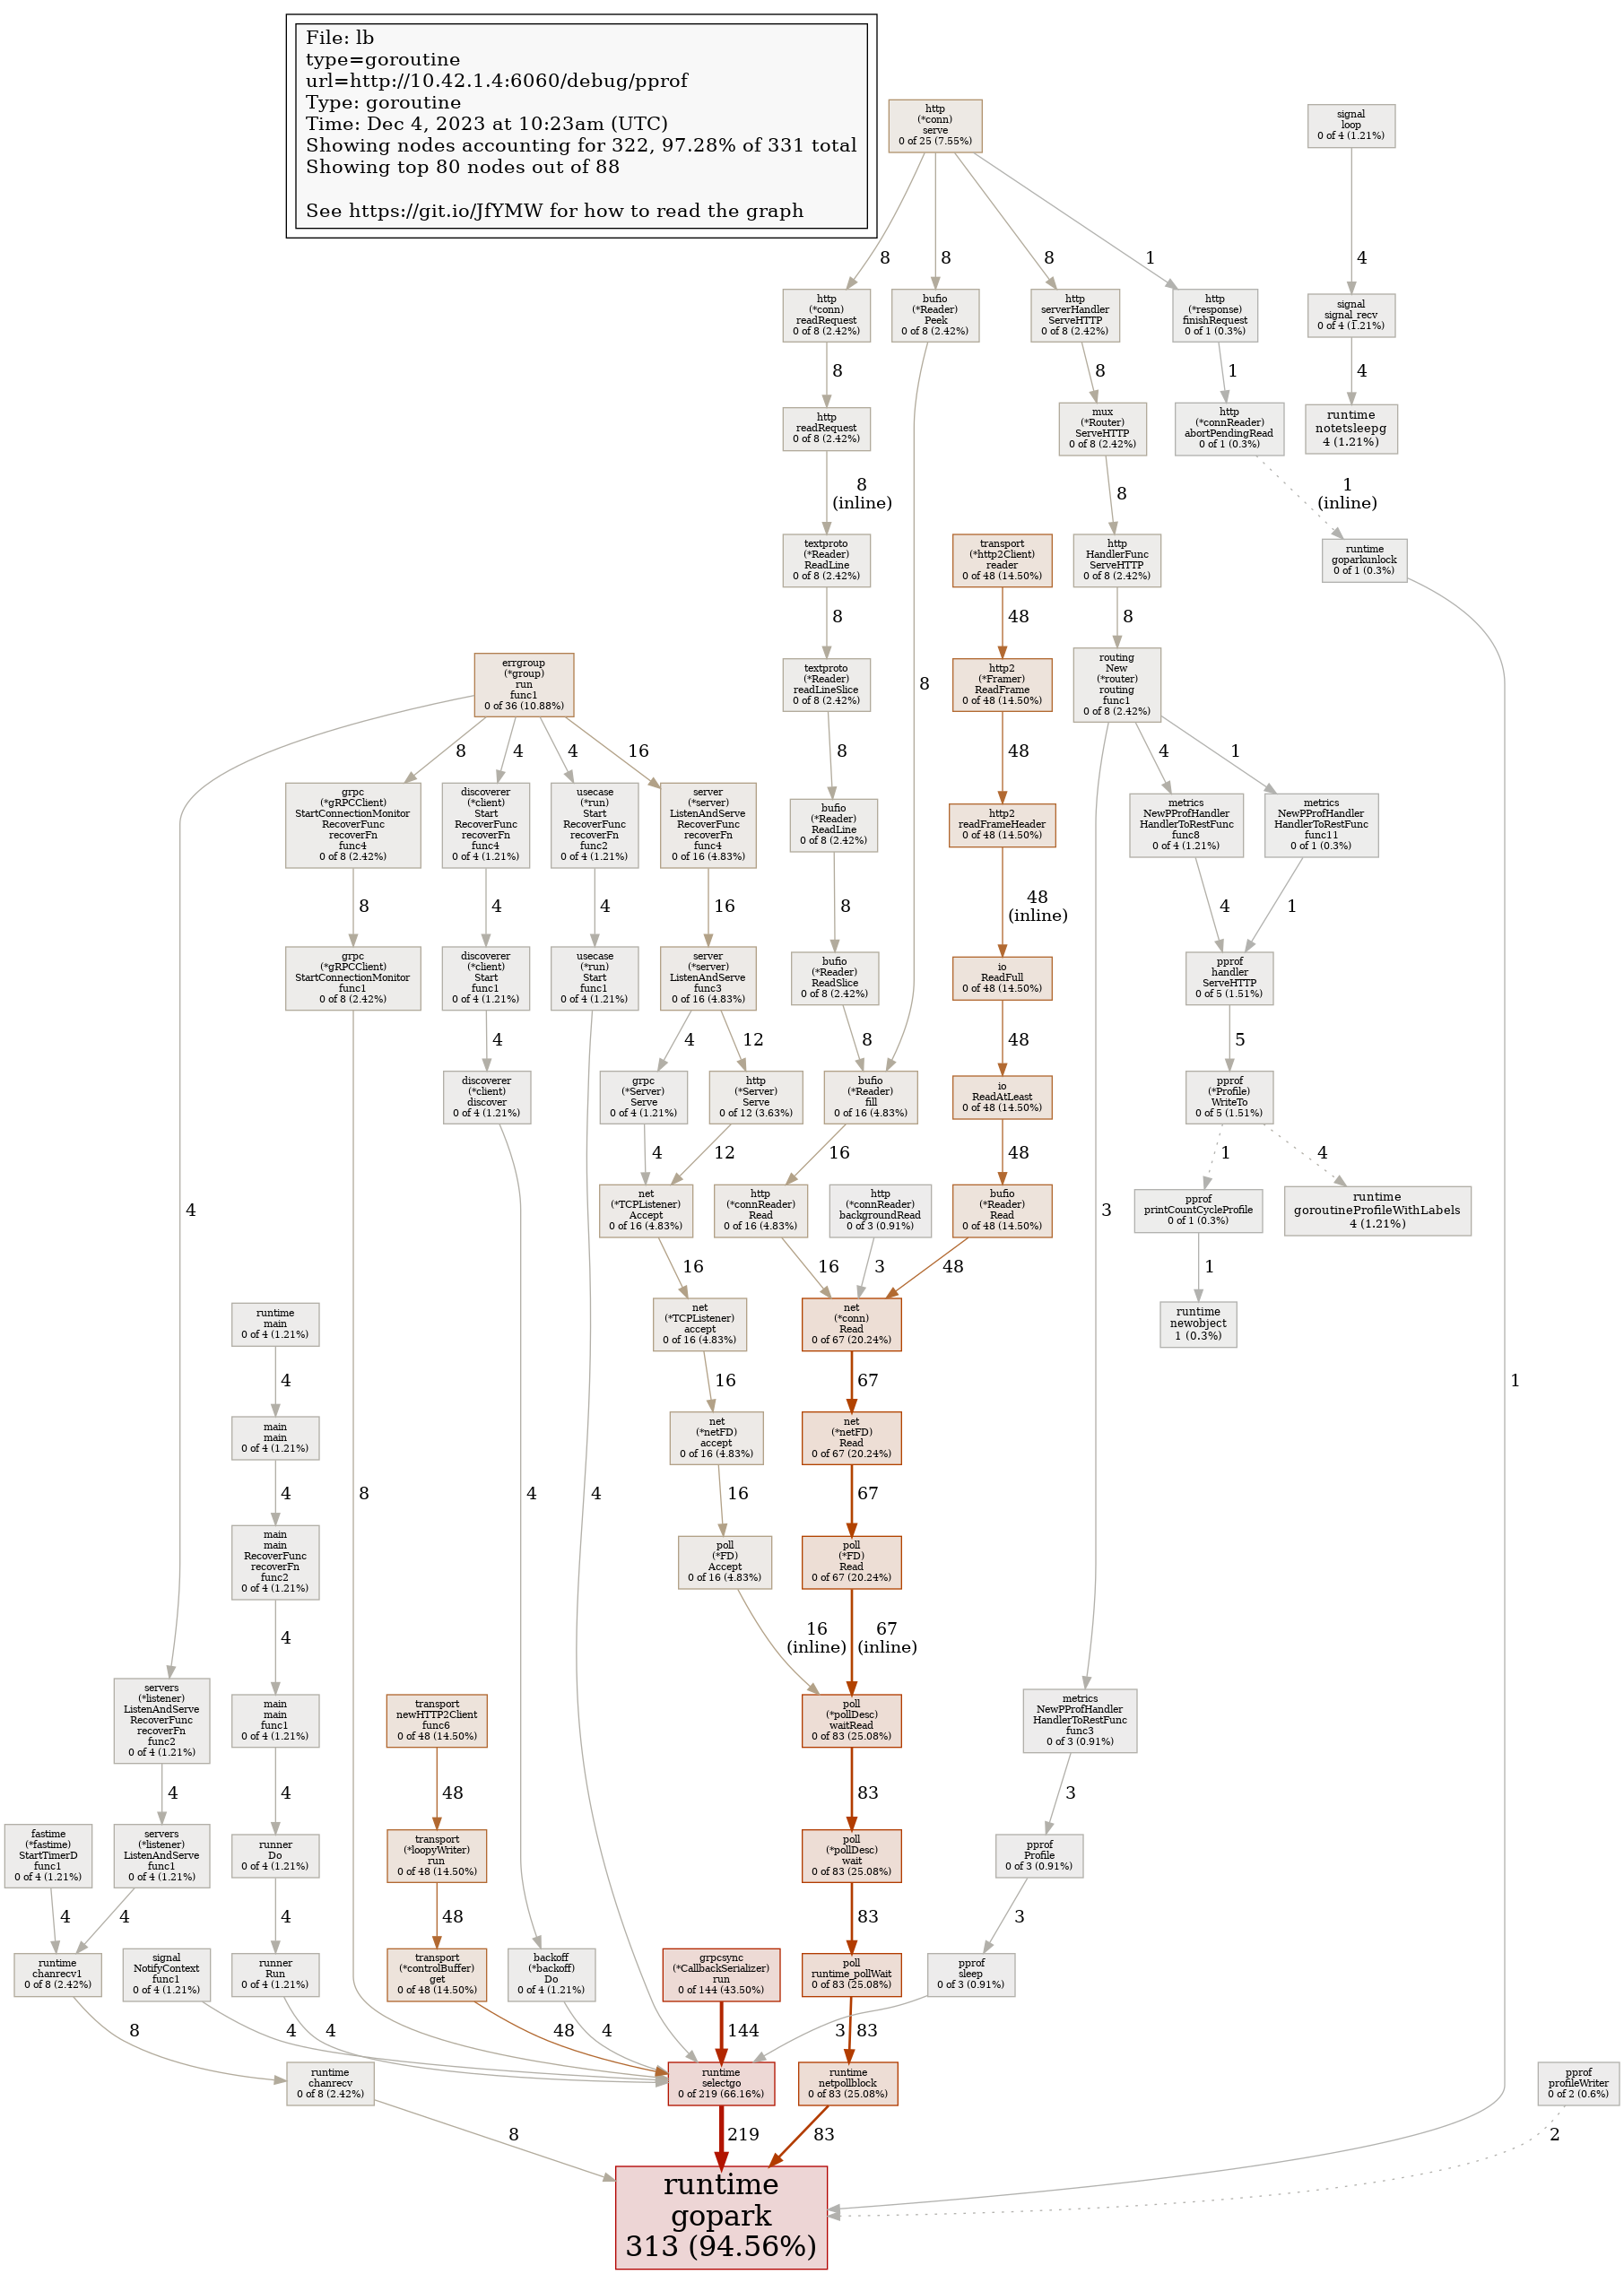 File: lb
type=goroutine
url=http://10.42.1.4:6060/debug/pprof
Type: goroutine
Time: Dec 4, 2023 at 10:23am (UTC)
Showing nodes accounting for 322, 97.28% of 331 total
Showing top 80 nodes out of 88
See https://git.io/JfYMW for how to read the graph
http
(*conn)
serve
0 of 25 (7.55%)
signal
loop
0 of 4 (1.21%)
8
8
8
1
4
http
(*conn)
readRequest
0 of 8 (2.42%)
bufio
(*Reader)
Peek
0 of 8 (2.42%)
http
serverHandler
ServeHTTP
0 of 8 (2.42%)
http
(*response)
finishRequest
0 of 1 (0.3%)
signal
signal_recv
0 of 4 (1.21%)
8
8
1
4
http
readRequest
0 of 8 (2.42%)
mux
(*Router)
ServeHTTP
0 of 8 (2.42%)
http
(*connReader)
abortPendingRead
0 of 1 (0.3%)
runtime
notetsleepg
4 (1.21%)
8
(inline)
8
1
(inline)
textproto
(*Reader)
ReadLine
0 of 8 (2.42%)
transport
(*http2Client)
reader
0 of 48 (14.50%)
http
HandlerFunc
ServeHTTP
0 of 8 (2.42%)
runtime
goparkunlock
0 of 1 (0.3%)
8
48
8
errgroup
(*group)
run
func1
0 of 36 (10.88%)
textproto
(*Reader)
readLineSlice
0 of 8 (2.42%)
8
http2
(*Framer)
ReadFrame
0 of 48 (14.50%)
routing
New
(*router)
routing
func1
0 of 8 (2.42%)
8
4
4
16
8
48
4
1
grpc
(*gRPCClient)
StartConnectionMonitor
RecoverFunc
recoverFn
func4
0 of 8 (2.42%)
discoverer
(*client)
Start
RecoverFunc
recoverFn
func4
0 of 4 (1.21%)
usecase
(*run)
Start
RecoverFunc
recoverFn
func2
0 of 4 (1.21%)
server
(*server)
ListenAndServe
RecoverFunc
recoverFn
func4
0 of 16 (4.83%)
bufio
(*Reader)
ReadLine
0 of 8 (2.42%)
http2
readFrameHeader
0 of 48 (14.50%)
metrics
NewPProfHandler
HandlerToRestFunc
func8
0 of 4 (1.21%)
metrics
NewPProfHandler
HandlerToRestFunc
func11
0 of 1 (0.3%)
8
4
4
16
8
48
(inline)
4
1
grpc
(*gRPCClient)
StartConnectionMonitor
func1
0 of 8 (2.42%)
discoverer
(*client)
Start
func1
0 of 4 (1.21%)
usecase
(*run)
Start
func1
0 of 4 (1.21%)
server
(*server)
ListenAndServe
func3
0 of 16 (4.83%)
bufio
(*Reader)
ReadSlice
0 of 8 (2.42%)
io
ReadFull
0 of 48 (14.50%)
pprof
handler
ServeHTTP
0 of 5 (1.51%)
4
4
12
8
48
5
discoverer
(*client)
discover
0 of 4 (1.21%)
grpc
(*Server)
Serve
0 of 4 (1.21%)
http
(*Server)
Serve
0 of 12 (3.63%)
bufio
(*Reader)
fill
0 of 16 (4.83%)
io
ReadAtLeast
0 of 48 (14.50%)
pprof
(*Profile)
WriteTo
0 of 5 (1.51%)
4
12
16
48
1
4
4
net
(*TCPListener)
Accept
0 of 16 (4.83%)
http
(*connReader)
Read
0 of 16 (4.83%)
http
(*connReader)
backgroundRead
0 of 3 (0.91%)
bufio
(*Reader)
Read
0 of 48 (14.50%)
3
pprof
printCountCycleProfile
0 of 1 (0.3%)
runtime
goroutineProfileWithLabels
4 (1.21%)
16
16
3
48
1
runtime
main
0 of 4 (1.21%)
net
(*TCPListener)
accept
0 of 16 (4.83%)
net
(*conn)
Read
0 of 67 (20.24%)
runtime
newobject
1 (0.3%)
4
16
67
1
main
main
0 of 4 (1.21%)
net
(*netFD)
accept
0 of 16 (4.83%)
net
(*netFD)
Read
0 of 67 (20.24%)
4
8
4
4
16
67
main
main
RecoverFunc
recoverFn
func2
0 of 4 (1.21%)
poll
(*FD)
Accept
0 of 16 (4.83%)
poll
(*FD)
Read
0 of 67 (20.24%)
4
16
(inline)
67
(inline)
servers
(*listener)
ListenAndServe
RecoverFunc
recoverFn
func2
0 of 4 (1.21%)
main
main
func1
0 of 4 (1.21%)
transport
newHTTP2Client
func6
0 of 48 (14.50%)
poll
(*pollDesc)
waitRead
0 of 83 (25.08%)
metrics
NewPProfHandler
HandlerToRestFunc
func3
0 of 3 (0.91%)
4
4
48
83
3
fastime
(*fastime)
StartTimerD
func1
0 of 4 (1.21%)
servers
(*listener)
ListenAndServe
func1
0 of 4 (1.21%)
runner
Do
0 of 4 (1.21%)
transport
(*loopyWriter)
run
0 of 48 (14.50%)
poll
(*pollDesc)
wait
0 of 83 (25.08%)
pprof
Profile
0 of 3 (0.91%)
4
4
4
48
83
3
runtime
chanrecv1
0 of 8 (2.42%)
signal
NotifyContext
func1
0 of 4 (1.21%)
runner
Run
0 of 4 (1.21%)
transport
(*controlBuffer)
get
0 of 48 (14.50%)
backoff
(*backoff)
Do
0 of 4 (1.21%)
grpcsync
(*CallbackSerializer)
run
0 of 144 (43.50%)
poll
runtime_pollWait
0 of 83 (25.08%)
pprof
sleep
0 of 3 (0.91%)
8
4
4
48
4
144
3
83
runtime
chanrecv
0 of 8 (2.42%)
runtime
selectgo
0 of 219 (66.16%)
runtime
netpollblock
0 of 83 (25.08%)
pprof
profileWriter
0 of 2 (0.6%)
8
219
83
2
runtime
gopark
313 (94.56%)